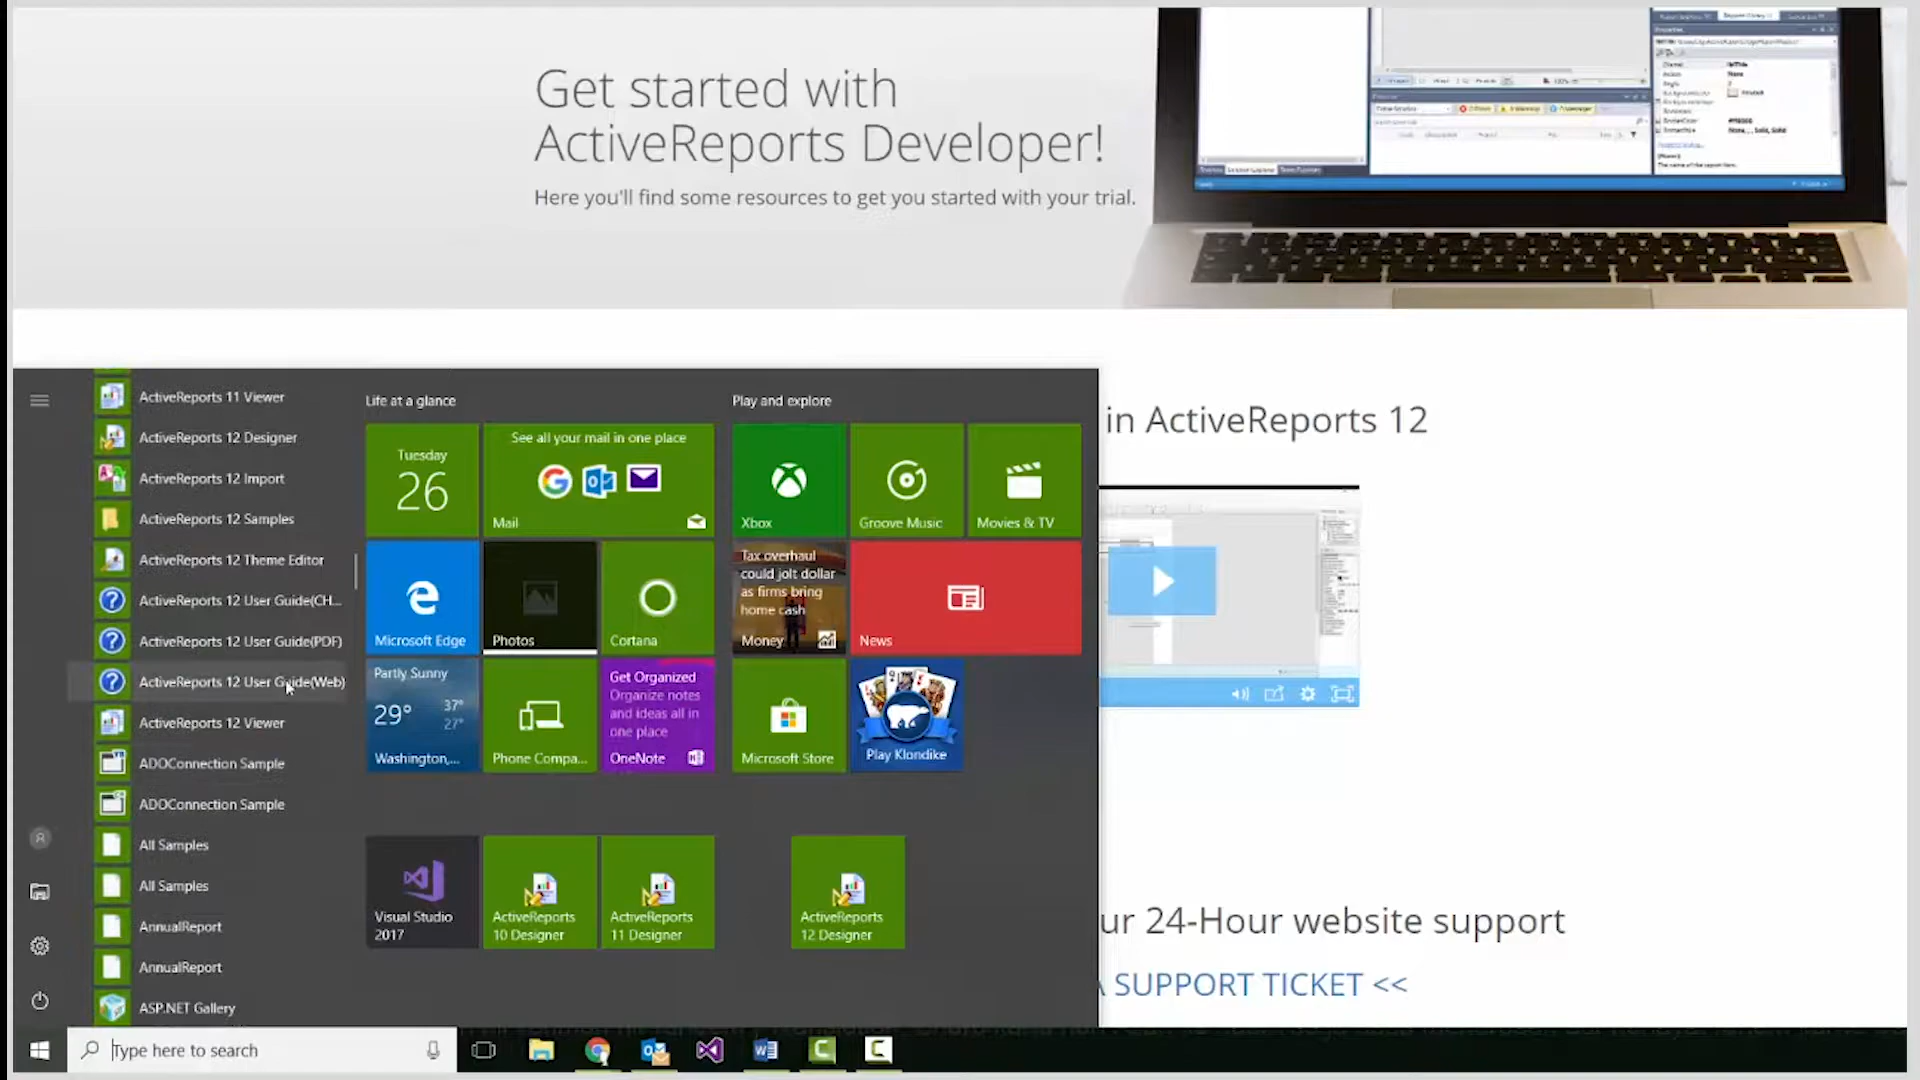 Get started with
ActiveReports Developer!
Here you'll find some resources to get you started with your trial.
in ActiveReports 12
ur 24-Hour website support
SUPPORT TICKET <<
ActiveReports 11 Viewer
ActiveReports 12 Designer
ActiveReports 12 Import
ActiveReports 12 Samples
ActiveReports 12 Theme Editor
ActiveReports 12 User Guide(CH...
ActiveReports 12 User Guide(PDF)
ActiveReports 12 User Guide(Web)
ActiveReports 12 Viewer
ADOConnection Sample
ADOConnection Sample
All Samples
All Samples
AnnualReport
AnnualReport
ASP.NET Gallery
Life at a glance
Tuesday
26
See all your mail in one place
Mail
Microsoft Edge
Photos
Cortana
Partly Sunny
29° 37°
27°
Washington,...
Phone Compa...
Get Organized
Organize notes
and ideas all in
one place
OneNote
Play and explore
Xbox
Groove Music
Movies & TV
Tax overhaul
could jolt dollar
as firms bring
home cash
Money
News
Microsoft Store
Play Klondike
Visual Studio
2017
ActiveReports
10 Designer
ActiveReports
11 Designer
ActiveReports
12 Designer
Type here to search